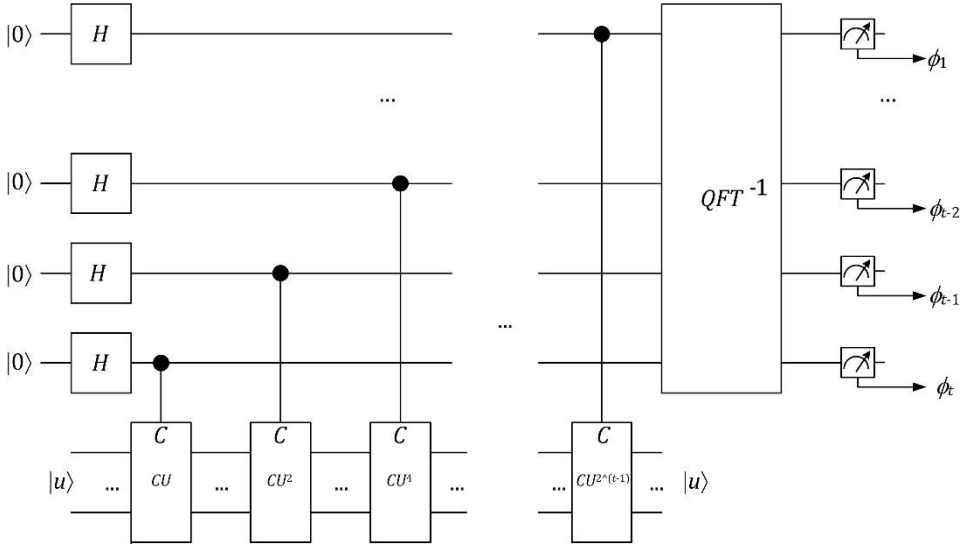 |0⟩ H
ϕ1
... ...
|0⟩ H QFT -1
ϕt-2
|0⟩ H
ϕt-1
...
|0⟩ H
ϕt
C C C C
|u⟩ ... CU ... CU2 ... CU4 ... ... CU2^(t-1) ... |u⟩